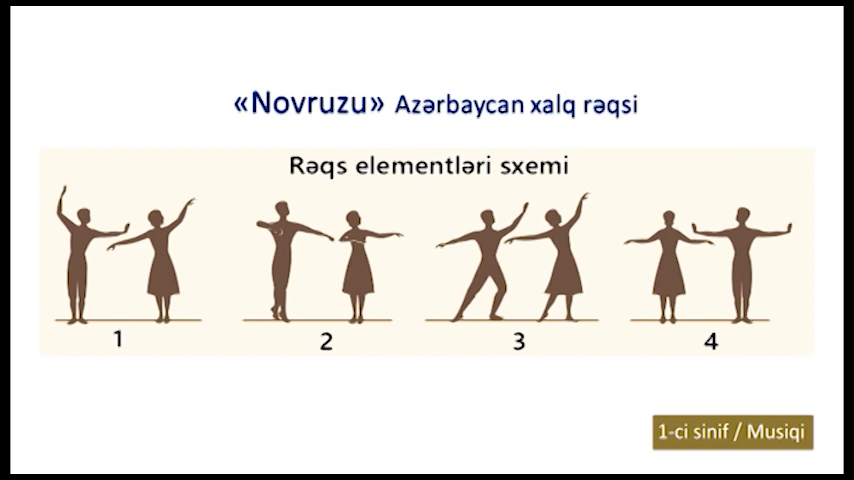 «Novruzu» Azərbaycan xalq rəqsi
Rəqs elementləri sxemi
1 2 3 4
1-ci sinif / Musiqi